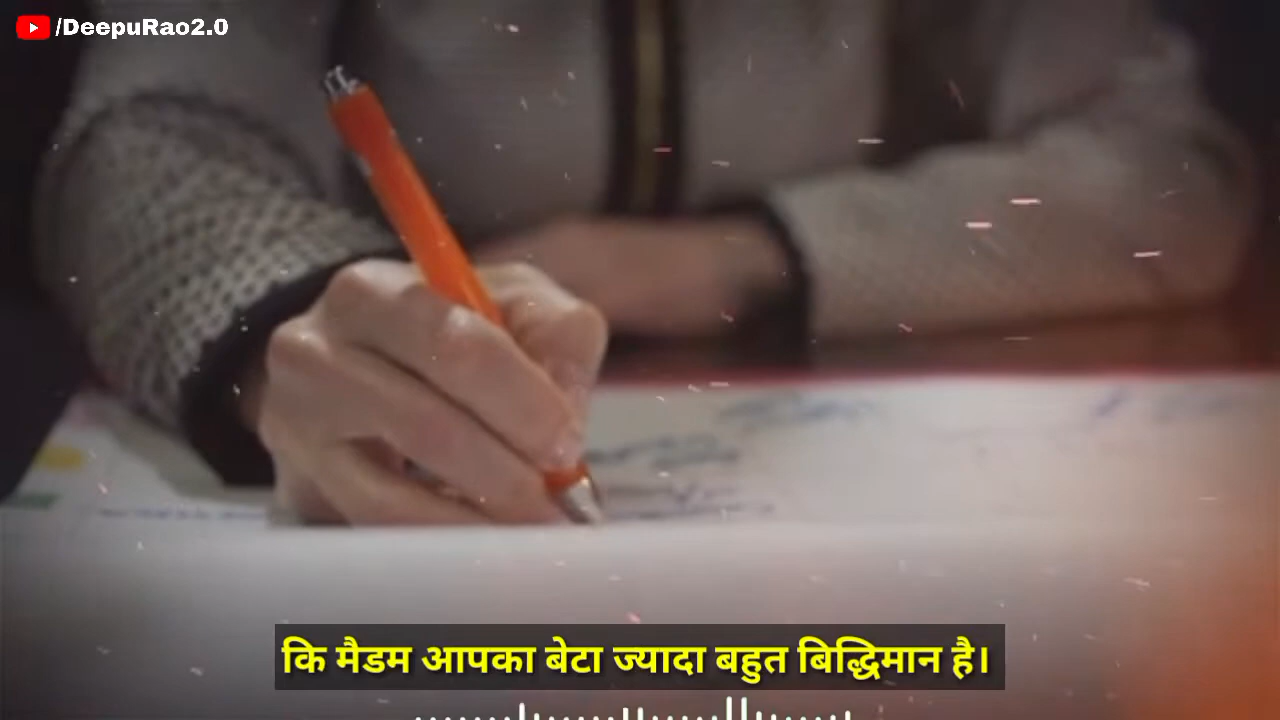 /DeepuRao2.0
कि मैडम आपका बेटा ज्यादा बहुत बिद्धिमान है।